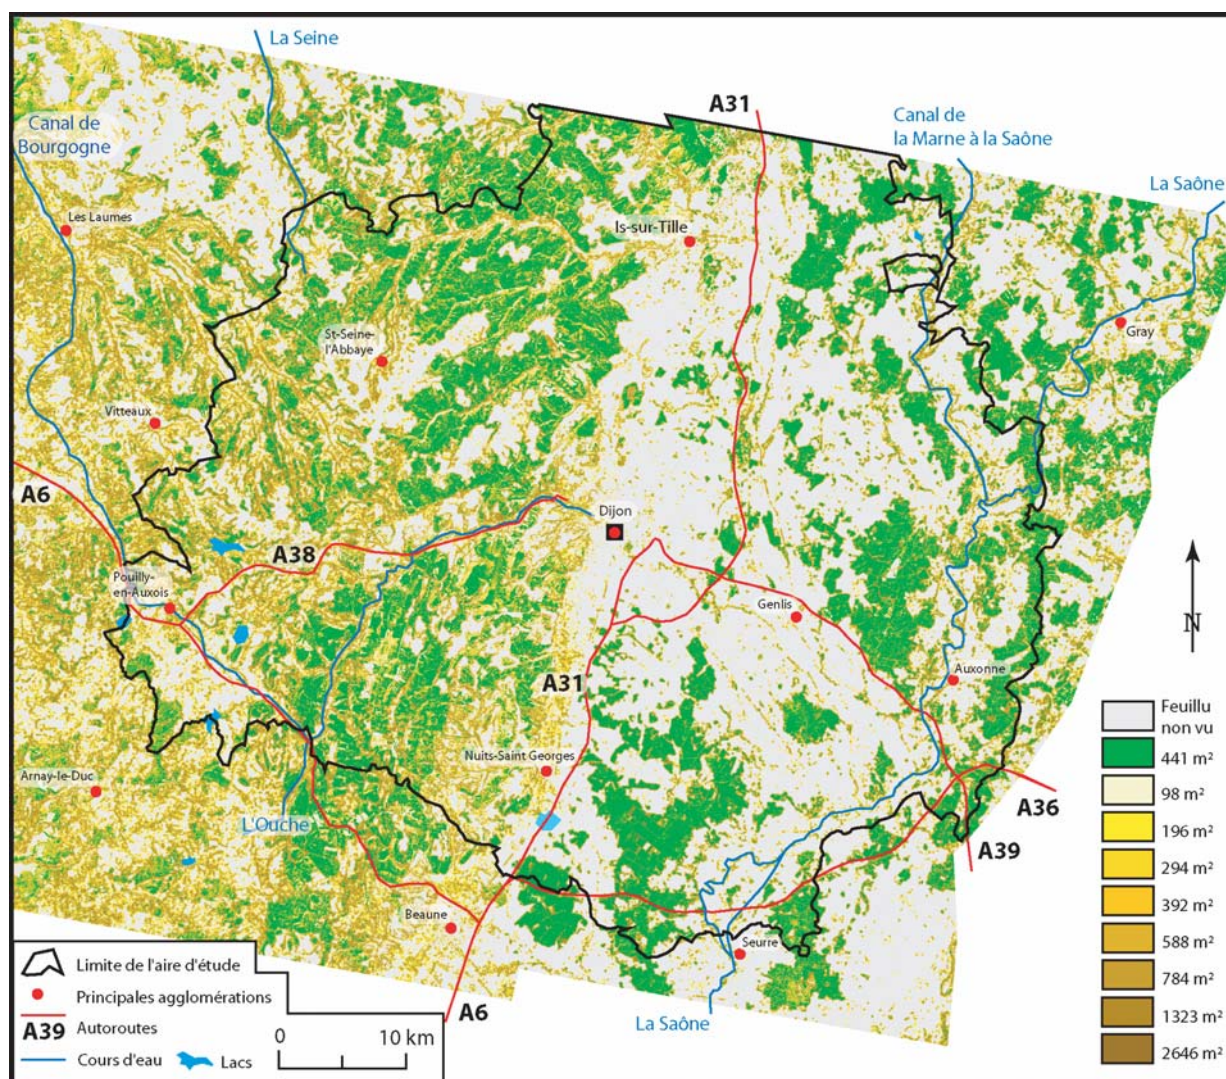 La Seine
A31
Canal de
la Marne à la Saône
Canal de
Bourgogne
La Saône
Les Laumes
Is-sur-Tille
Gray
St-Seine-
l'Abbaye
Vitteaux
A6
Dijon
A38
Pouilly-
en-Auxois
Genlis
N
Auxonne
A31
Feuillu
non vu
441 m²
98 m²
196 m²
294 m²
392 m²
588 m²
784 m²
1323 m²
2646 m²
Nuits-Saint Georges
Arnay-le-Duc
L'Ouche
A36
A39
Beaune
Seurre
A6
La Saône
Limite de l'aire d'étude
Principales agglomérations
A39 Autoroutes
Cours d'eau
Lacs
0 10 km